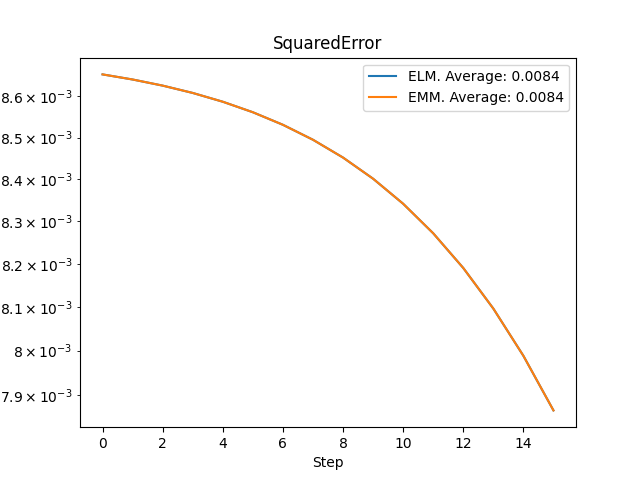 SquaredError
ELM. Average: 0.0084
EMM. Average: 0.0084
8.6 × 10⁻³
8.5 × 10⁻³
8.4 × 10⁻³
8.3 × 10⁻³
8.2 × 10⁻³
8.1 × 10⁻³
8 × 10⁻³
7.9 × 10⁻³
0 2 4 6 8 10 12 14
Step